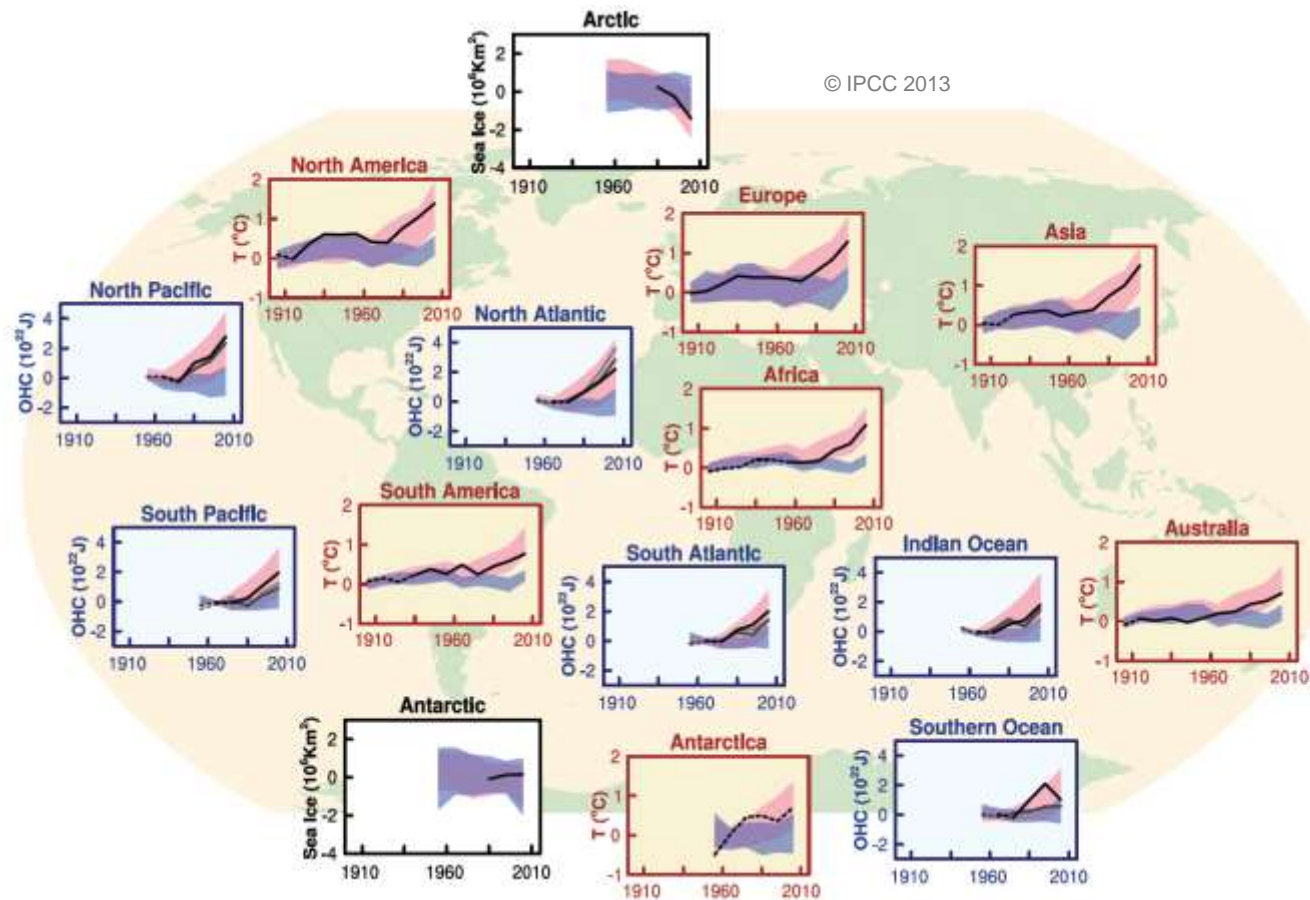 Arctic
Sea Ice (10⁶Km²)
2
0
-2
-4
1910 1960 2010
© IPCC 2013
North America
T (°C)
2
1
0
-1
1910 1960 2010
Europe
T (°C)
2
1
0
-1
1910 1960 2010
Asia
T (°C)
2
1
0
-1
1910 1960 2010
North Pacific
OHC (10²²J)
4
2
0
-2
1910 1960 2010
North Atlantic
OHC (10²²J)
4
2
0
-2
1910 1960 2010
Africa
T (°C)
2
1
0
-1
1910 1960 2010
South Pacific
OHC (10²²J)
4
2
0
-2
1910 1960 2010
South America
T (°C)
2
1
0
-1
1910 1960 2010
South Atlantic
OHC (10²²J)
4
2
0
-2
1910 1960 2010
Indian Ocean
OHC (10²²J)
4
2
0
-2
1910 1960 2010
Australia
T (°C)
2
1
0
-1
1910 1960 2010
Antarctic
Sea Ice (10⁶Km²)
2
0
-2
-4
1910 1960 2010
Antarctica
T (°C)
2
1
0
-1
1910 1960 2010
Southern Ocean
OHC (10²²J)
4
2
0
-2
1910 1960 2010